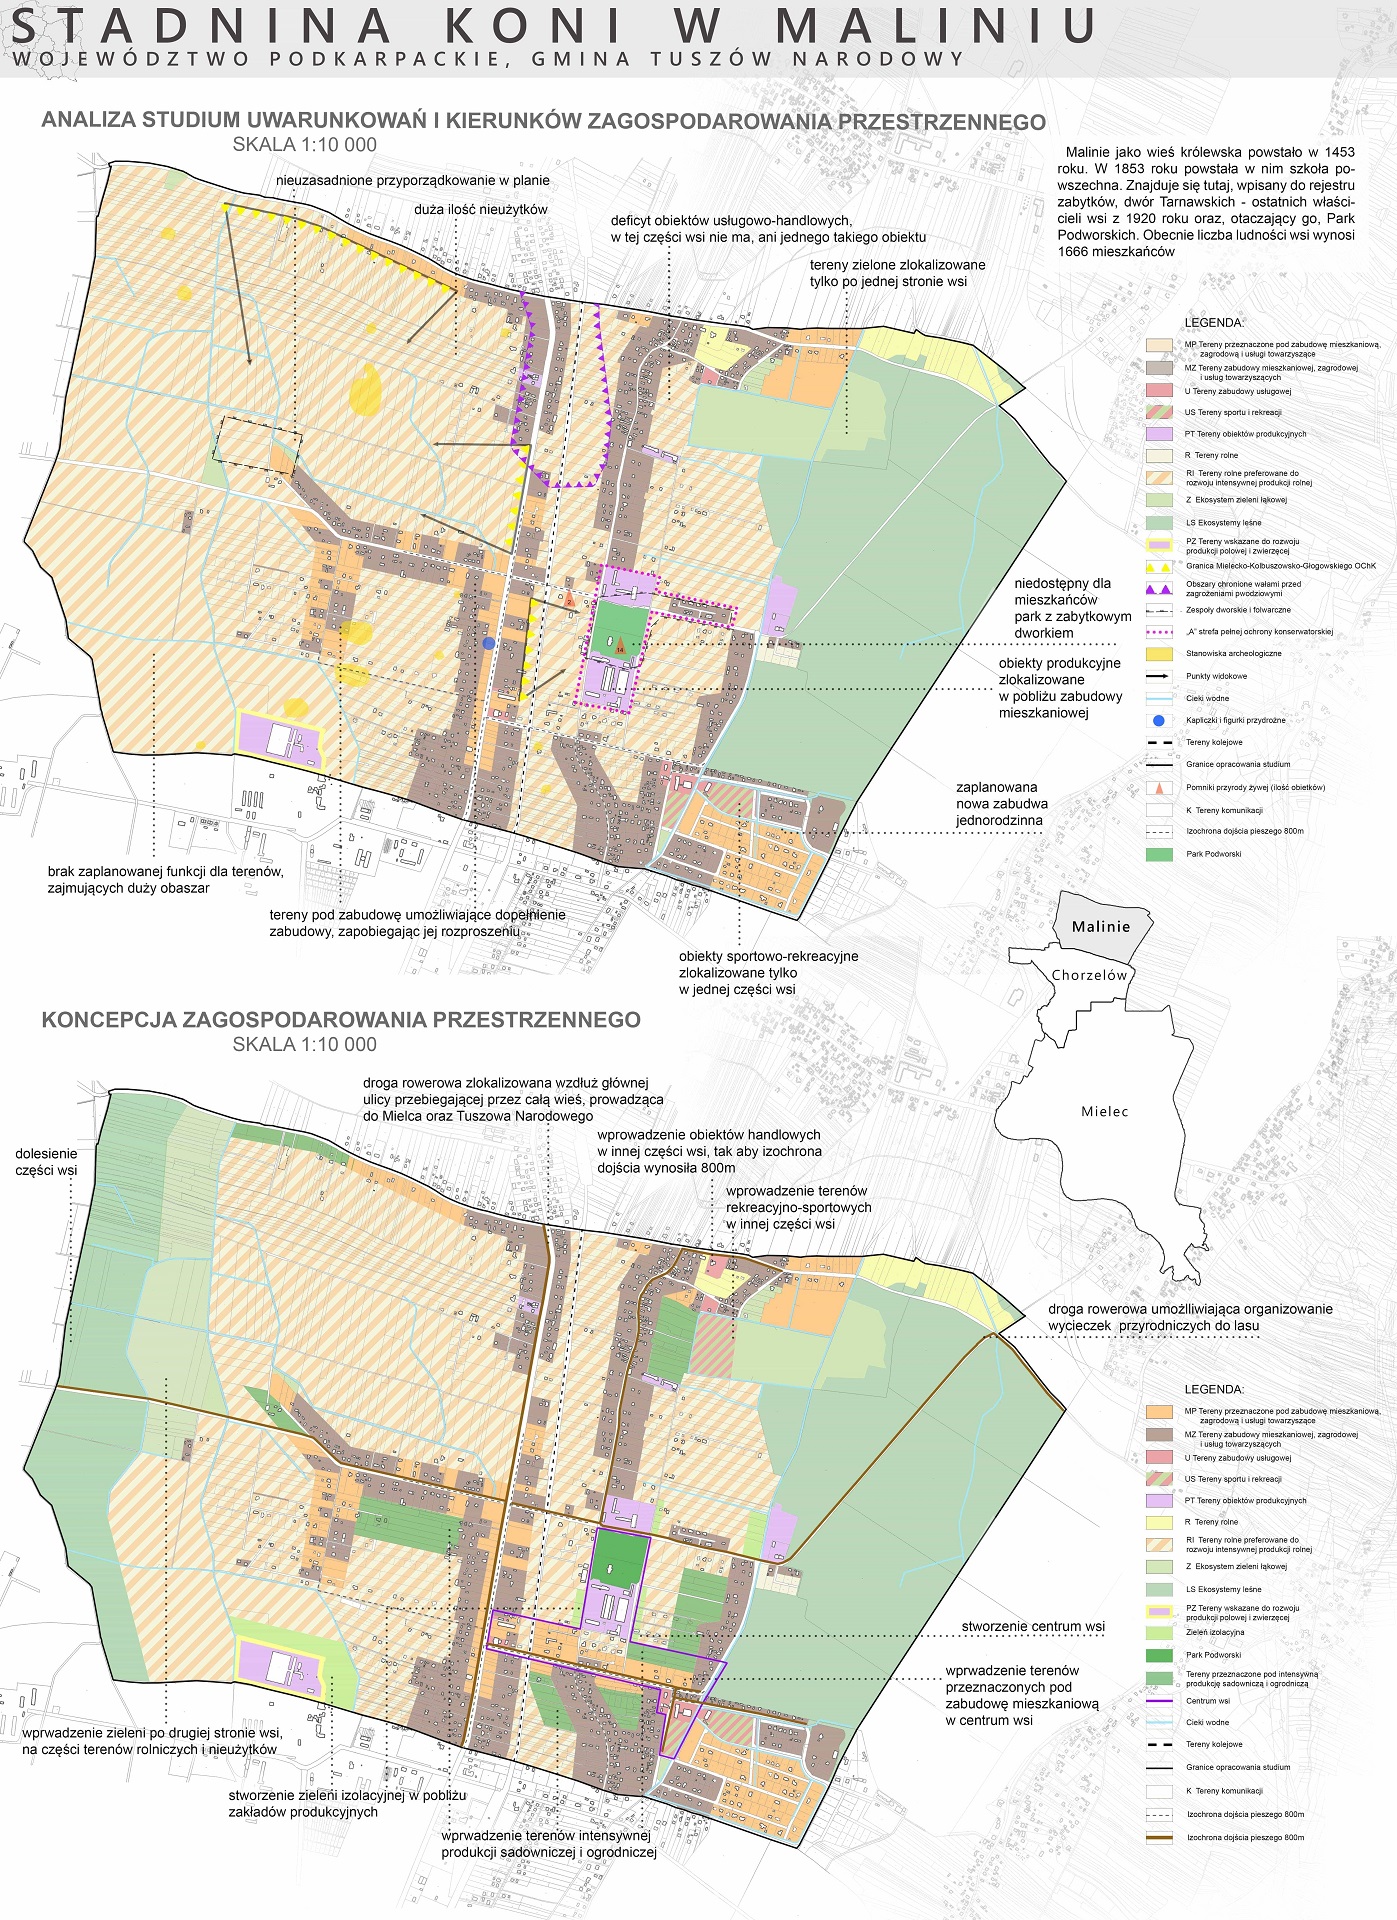 STADNINA KONI W MALINIU
WOJEWÓDZTWO PODKARPACKIE, GMINA TUSZÓW NARODOWY
ANALIZA STUDIUM UWARUNKOWAŃ I KIERUNKÓW ZAGOSPODAROWANIA PRZESTRZENNEGO
SKALA 1:10 000
Malinie jako wieś królewska powstało w 1453
roku. W 1853 roku powstała w nim szkoła po-
wszechna. Znajduje się tutaj, wpisany do rejestru
zabytków, dwór Tarnawskich - ostatnich właści-
cieli wsi z 1920 roku oraz, otaczający go, Park
Podworskich. Obecnie liczba ludności wsi wynosi
1666 mieszkańców
nieuzasadnione przyporządkowanie w planie
duża ilość nieużytków
deficyt obiektów usługowo-handlowych,
w tej części wsi nie ma, ani jednego takiego obiektu
tereny zielone zlokalizowane
tylko po jednej stronie wsi
LEGENDA:
MP Tereny przeznaczone pod zabudowę mieszkaniową,
zagrodową i usługi towarzyszące
MZ Tereny zabudowy mieszkaniowej, zagrodowej
i usług towarzyszących
U Tereny zabudowy usługowej
US Tereny sportu i rekreacji
PT Tereny obiektów produkcyjnych
R Tereny rolne
RI Tereny rolne preferowane do
rozwoju intensywnej produkcji rolnej
Z Ekosystem zieleni łąkowej
LS Ekosystemy leśne
PZ Tereny wskazane do rozwoju
produkcji polowej i zwierzęcej
Granica Mielecko-Kolbuszowsko-Głogowskiego OChK
Obszary chronione wałami przed
zagrożeniami pwodziowymi
Zespoły dworskie i folwarczne
„A” strefa pełnej ochrony konserwatorskiej
Stanowiska archeologiczne
Punkty widokowe
Cieki wodne
Kapliczki i figurki przydrożne
Tereny kolejowe
Granice opracowania studium
Pomniki przyrody żywej (ilość obietków)
K Tereny komunikacji
Izochrona dojścia pieszego 800m
Park Podworski
2
14
niedostępny dla
mieszkańców
park z zabytkowym
dworkiem
obiekty produkcyjne
zlokalizowane
w pobliżu zabudowy
mieszkaniowej
zaplanowana
nowa zabudwa
jednorodzinna
brak zaplanowanej funkcji dla terenów,
zajmujących duży obaszar
tereny pod zabudowę umożliwiające dopełnienie
zabudowy, zapobiegając jej rozproszeniu
obiekty sportowo-rekreacyjne
zlokalizowane tylko
w jednej części wsi
Malinie
Chorzelów
Mielec
KONCEPCJA ZAGOSPODAROWANIA PRZESTRZENNEGO
SKALA 1:10 000
droga rowerowa zlokalizowana wzdłuż głównej
ulicy przebiegającej przez całą wieś, prowadząca
do Mielca oraz Tuszowa Narodowego
wprowadzenie obiektów handlowych
w innej części wsi, tak aby izochrona
dojścia wynosiła 800m
dolesienie
części wsi
wprowadzenie terenów
rekreacyjno-sportowych
w innej części wsi
droga rowerowa umożlliwiająca organizowanie
wycieczek przyrodniczych do lasu
LEGENDA:
MP Tereny przeznaczone pod zabudowę mieszkaniową,
zagrodową i usługi towarzyszące
MZ Tereny zabudowy mieszkaniowej, zagrodowej
i usług towarzyszących
U Tereny zabudowy usługowej
US Tereny sportu i rekreacji
PT Tereny obiektów produkcyjnych
R Tereny rolne
RI Tereny rolne preferowane do
rozwoju intensywnej produkcji rolnej
Z Ekosystem zieleni łąkowej
LS Ekosystemy leśne
PZ Tereny wskazane do rozwoju
produkcji polowej i zwierzęcej
Zieleń izolacyjna
Park Podworski
Tereny przeznaczone pod intensywną
produkcję sadowniczą i ogrodniczą
Centrum wsi
Cieki wodne
Tereny kolejowe
Granice opracowania studium
K Tereny komunikacji
Izochrona dojścia pieszego 800m
Izochrona dojścia pieszego 800m
stworzenie centrum wsi
wprwadzenie terenów
przeznaczonych pod
zabudowę mieszkaniową
w centrum wsi
wprwadzenie zieleni po drugiej stronie wsi,
na części terenów rolniczych i nieużytków
stworzenie zieleni izolacyjnej w pobliżu
zakładów produkcyjnych
wprwadzenie terenów intensywnej
produkcji sadowniczej i ogrodniczej